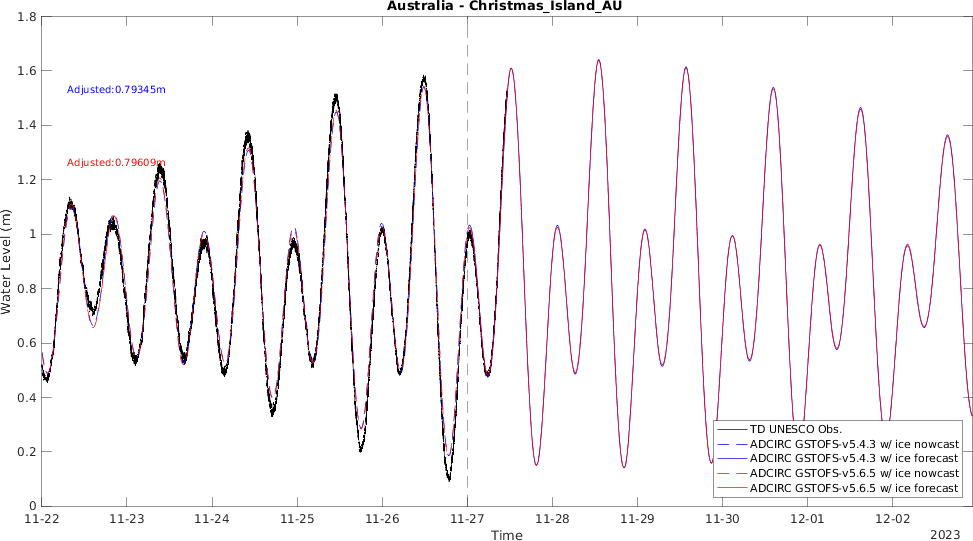 Australia - Christmas_Island_AU
1.8
1.6
1.4
1.2
1
0.8
0.6
0.4
0.2
0
Water Level (m)
Adjusted:0.79345m
Adjusted:0.79609m
TD UNESCO Obs.
ADCIRC GSTOFS-v5.4.3 w/ ice nowcast
ADCIRC GSTOFS-v5.4.3 w/ ice forecast
ADCIRC GSTOFS-v5.6.5 w/ ice nowcast
ADCIRC GSTOFS-v5.6.5 w/ ice forecast
11-22 11-23 11-24 11-25 11-26 11-27 11-28 11-29 11-30 12-01 12-02
Time
2023